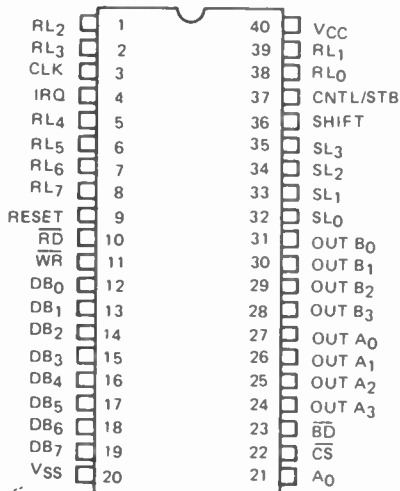 RL2 1 40 VCC
RL3 2 39 RL1
CLK 3 38 RL0
IRQ 4 37 CNTL/STB
RL4 5 36 SHIFT
RL5 6 35 SL3
RL6 7 34 SL2
RL7 8 33 SL1
RESET 9 32 SL0
R̅D̅ 10 31 OUT B0
W̅R̅ 11 30 OUT B1
DB0 12 29 OUT B2
DB1 13 28 OUT B3
DB2 14 27 OUT A0
DB3 15 26 OUT A1
DB4 16 25 OUT A2
DB5 17 24 OUT A3
DB6 18 23 B̅D̅
DB7 19 22 C̅S̅
VSS 20 21 A0